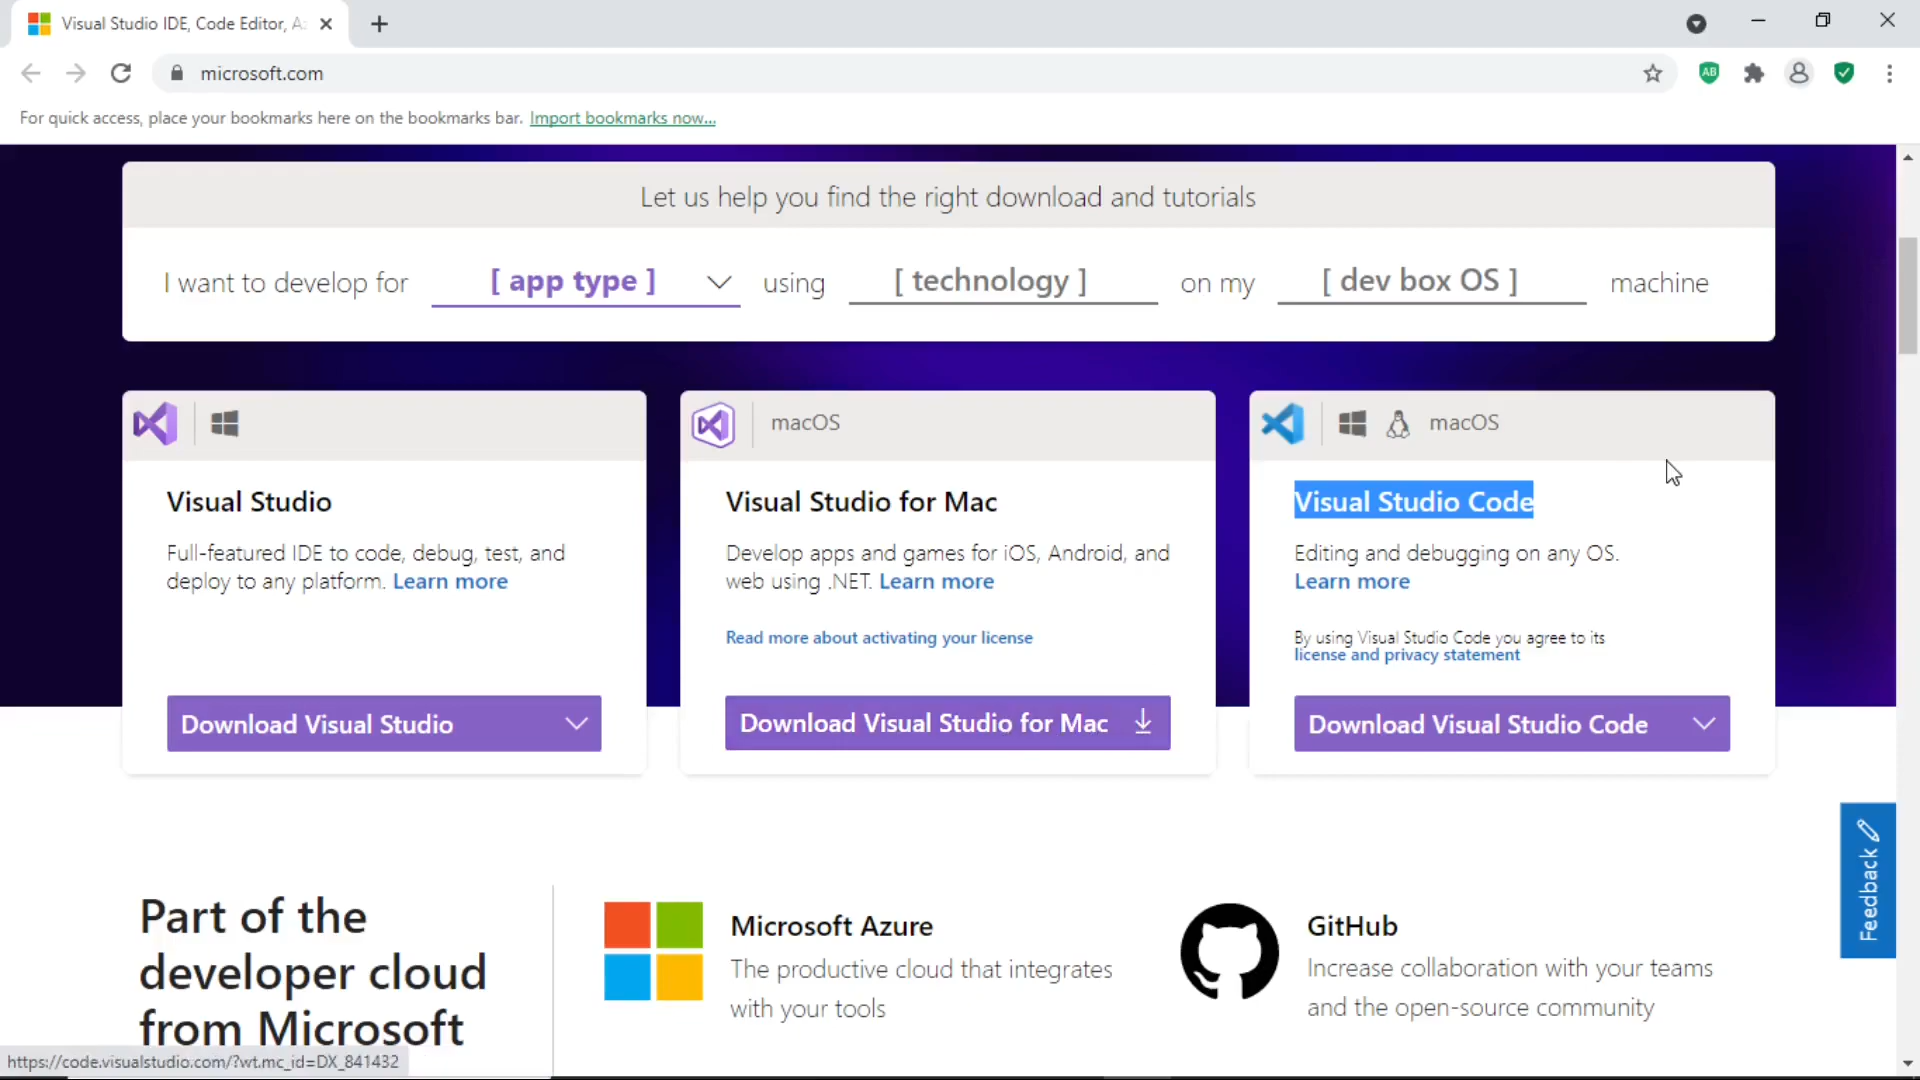 Visual Studio IDE, Code Editor, A
microsoft.com
AB
For quick access, place your bookmarks here on the bookmarks bar. Import bookmarks now...
Let us help you find the right download and tutorials
I want to develop for [ app type ] using [ technology ] on my [ dev box OS ] machine
macOS
macOS
Visual Studio
Full-featured IDE to code, debug, test, and
deploy to any platform. Learn more
Download Visual Studio
Visual Studio for Mac
Develop apps and games for iOS, Android, and
web using .NET. Learn more
Read more about activating your license
Download Visual Studio for Mac
Visual Studio Code
Editing and debugging on any OS.
Learn more
By using Visual Studio Code you agree to its
license and privacy statement
Download Visual Studio Code
Feedback
Part of the
developer cloud
from Microsoft
Microsoft Azure
The productive cloud that integrates
with your tools
GitHub
Increase collaboration with your teams
and the open-source community
https://code.visualstudio.com/?wt.mc_id=DX_841432